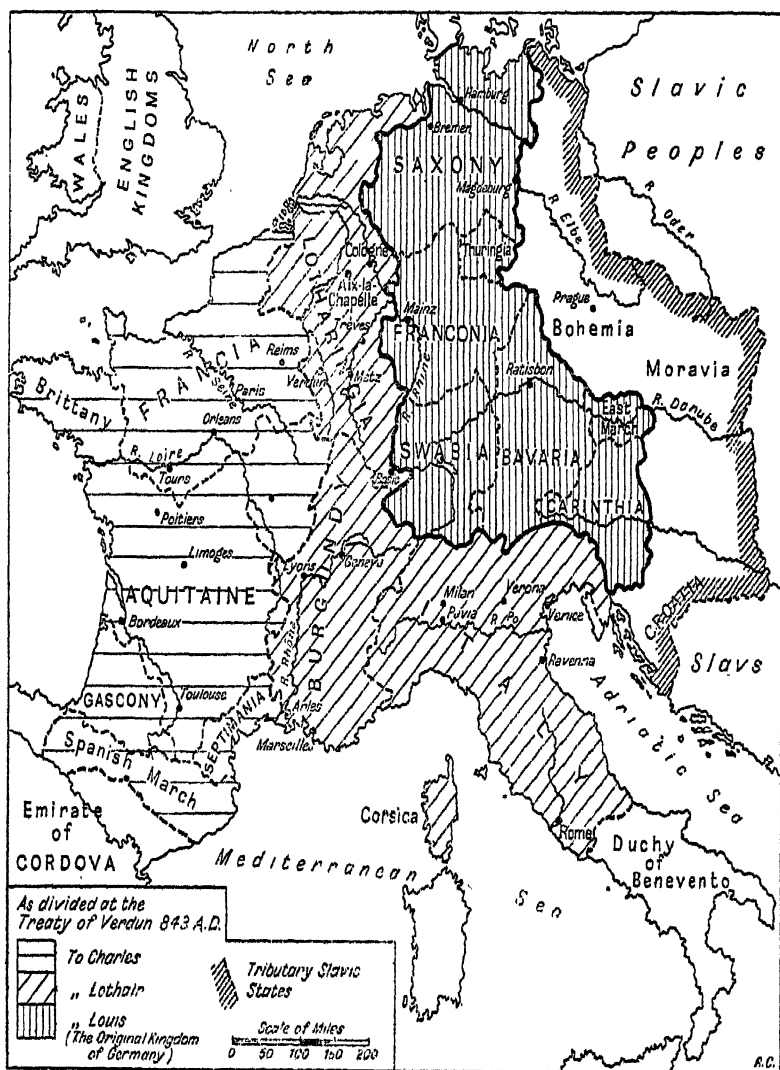 North
Sea
Slavic
Peoples
WALES
ENGLISH
KINGDOMS
Hamburg
Bremen
SAXONY
Magdeburg
R. Elbe
R. Oder
Cologne
Thuringia
Aix-la-
Chapelle
LOTHARINGIA
Prague
Bohemia
Mainz
Treves
FRANCONIA
Moravia
Reims
Verdun
Metz
FRANCIA
R. Seine
Paris
R. Rhine
Ratisbon
Brittany
Orleans
East
March
R. Danube
R. Loire
Tours
SWABIA
BAVARIA
Basle
Poitiers
CARINTHIA
Limoges
Lyons
Geneva
BURGUNDY
AQUITAINE
Milan
Verona
Pavia
R. Po
Venice
CROATIA
Bordeaux
R. Rhône
Ravenna
Slavs
GASCONY
Toulouse
SEPTIMANIA
Arles
Marseilles
Adriatic Sea
Spanish March
Corsica
Emirate
of
CORDOVA
Rome
Duchy
of
Benevento
Mediterranean
Sea
As divided at the
Treaty of Verdun 843 A.D.
To Charles
„ Lothair
„ Louis
(The Original Kingdom
of Germany)
Tributary Slavic
States
Scale of Miles
0 50 100 150 200
R.C.